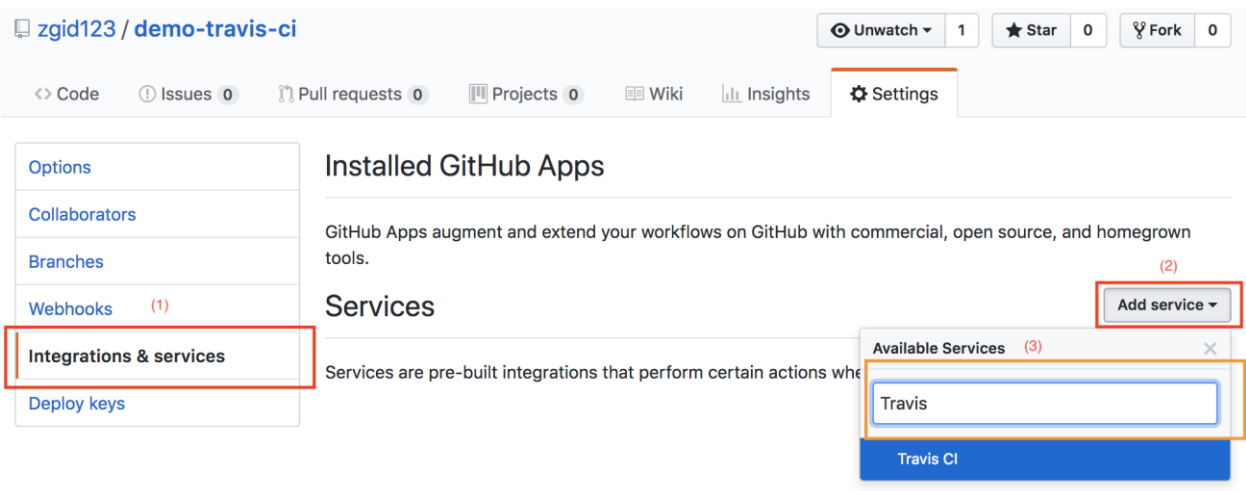 zgid123 / demo-travis-ci
Unwatch 1 Star 0 Fork 0
<> Code Issues 0 Pull requests 0 Projects 0 Wiki Insights Settings
Options
Collaborators
Branches
Webhooks (1)
Integrations & services
Deploy keys
Installed GitHub Apps
GitHub Apps augment and extend your workflows on GitHub with commercial, open source, and homegrown
tools.
(2)
Services
Add service
Services are pre-built integrations that perform certain actions whe
Available Services (3) ×
Travis
Travis CI